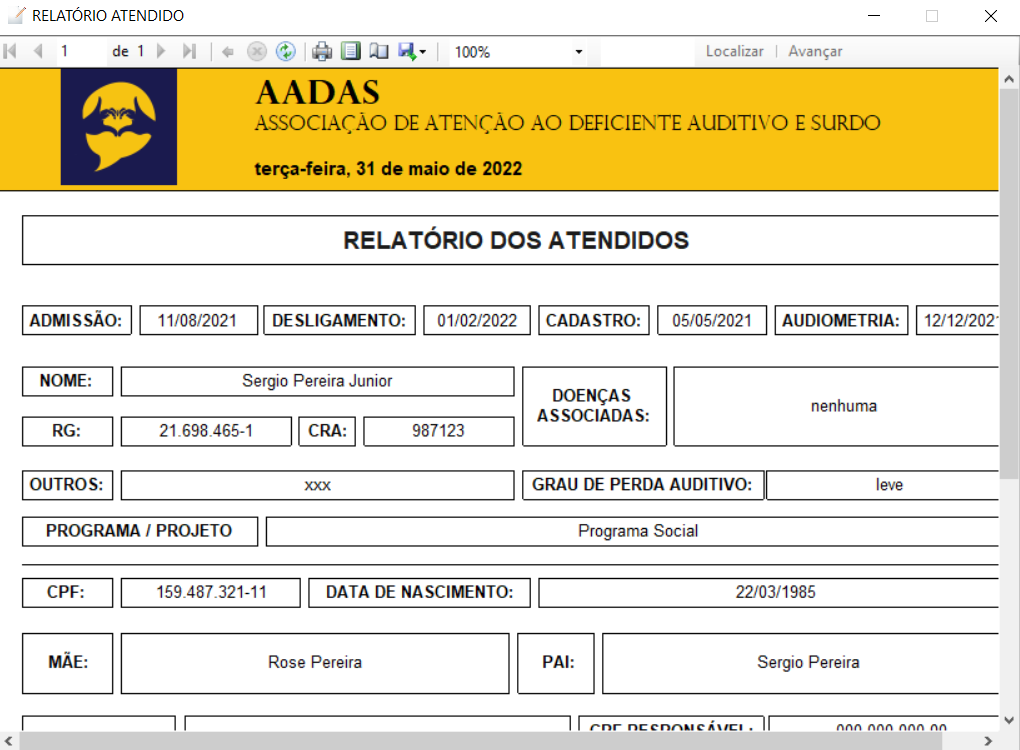 RELATÓRIO ATENDIDO
1 de 1 100% Localizar | Avançar
AADAS
ASSOCIAÇÃO DE ATENÇÃO AO DEFICIENTE AUDITIVO E SURDO
terça-feira, 31 de maio de 2022
RELATÓRIO DOS ATENDIDOS
ADMISSÃO: 11/08/2021 DESLIGAMENTO: 01/02/2022 CADASTRO: 05/05/2021 AUDIOMETRIA: 12/12/2021
NOME: Sergio Pereira Junior
DOENÇAS
ASSOCIADAS:
nenhuma
RG: 21.698.465-1 CRA: 987123
OUTROS: xxx GRAU DE PERDA AUDITIVO: leve
PROGRAMA / PROJETO Programa Social
CPF: 159.487.321-11 DATA DE NASCIMENTO: 22/03/1985
MÃE: Rose Pereira PAI: Sergio Pereira
CPF RESPONSÁVEL: 000.000.000-00